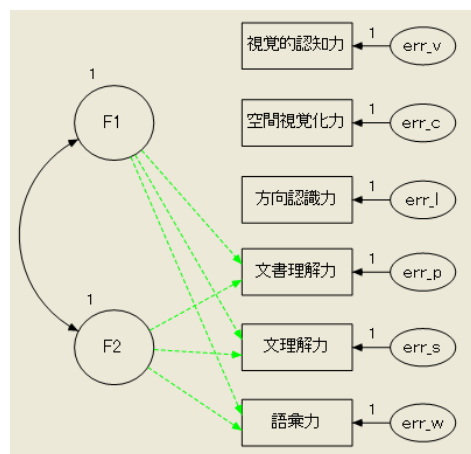 視覚的認知力
1
err_v
1
F1
空間視覚化力
1
err_c
方向認識力
1
err_l
文書理解力
1
err_p
1
F2
文理解力
1
err_s
語彙力
1
err_w